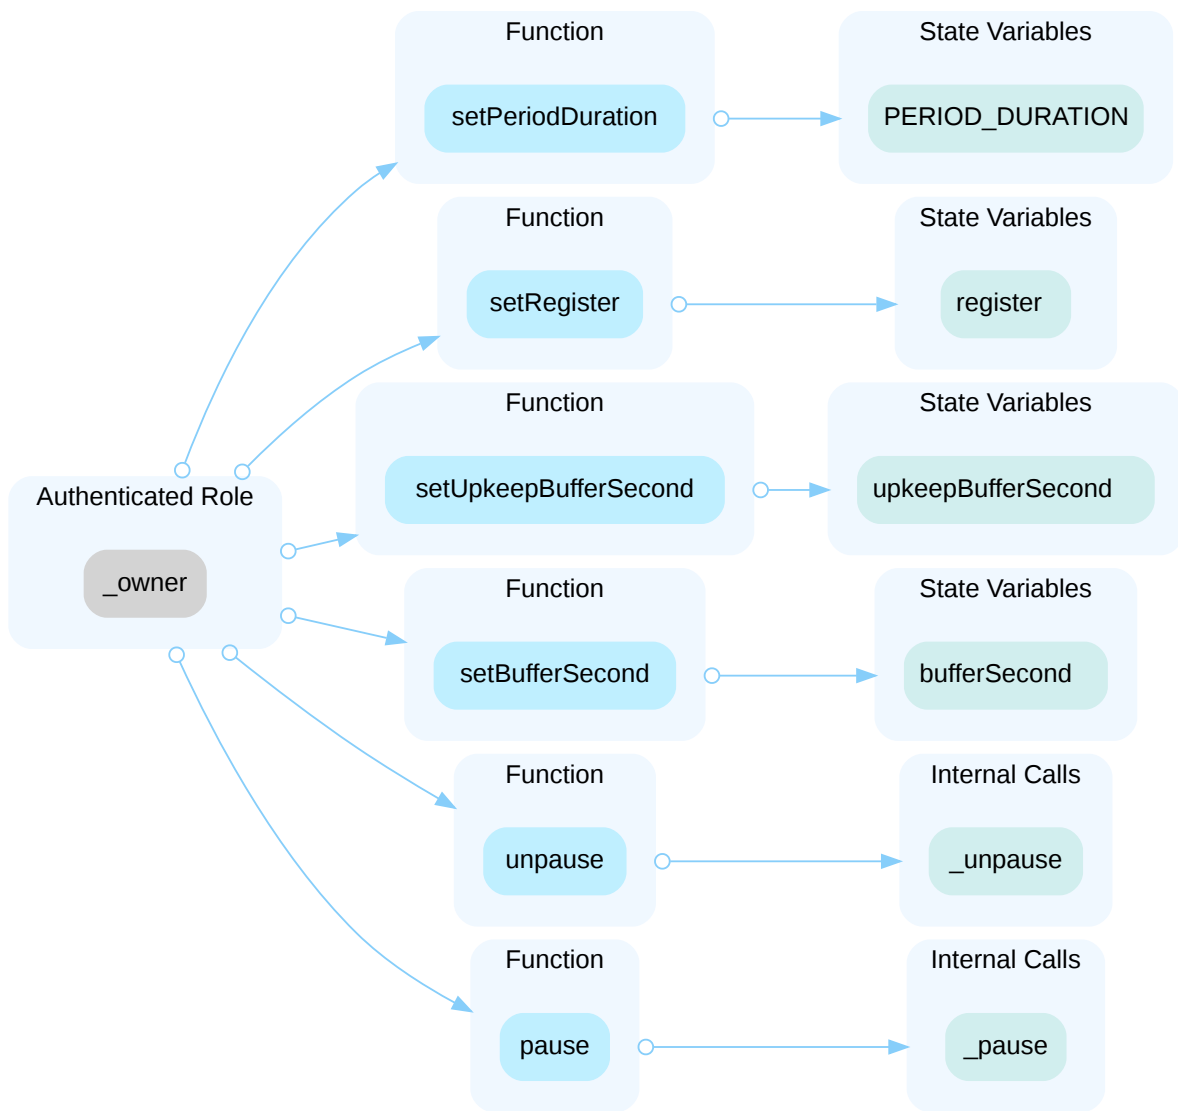 Function
State Variables
setPeriodDuration
PERIOD_DURATION
Function
State Variables
setRegister
register
Function
State Variables
setUpkeepBufferSecond
upkeepBufferSecond
Authenticated Role
_owner
Function
State Variables
setBufferSecond
bufferSecond
Function
Internal Calls
unpause
_unpause
Function
Internal Calls
pause
_pause